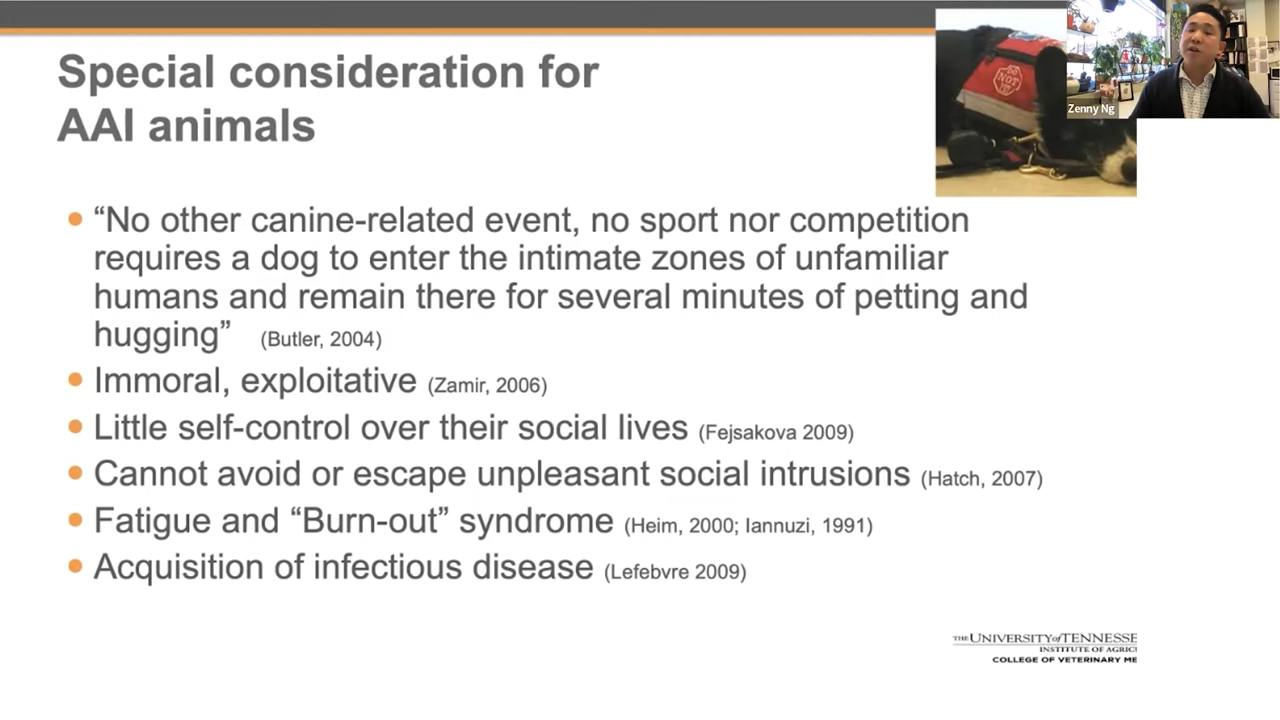 Special consideration for
AAI animals
DO
NOT
Zenny Ng
“No other canine-related event, no sport nor competition
requires a dog to enter the intimate zones of unfamiliar
humans and remain there for several minutes of petting and
hugging” (Butler, 2004)
Immoral, exploitative (Zamir, 2006)
Little self-control over their social lives (Fejsakova 2009)
Cannot avoid or escape unpleasant social intrusions (Hatch, 2007)
Fatigue and “Burn-out” syndrome (Heim, 2000; Iannuzi, 1991)
Acquisition of infectious disease (Lefebvre 2009)
THE UNIVERSITY of TENNESSE
INSTITUTE OF AGRIC
COLLEGE OF VETERINARY ME